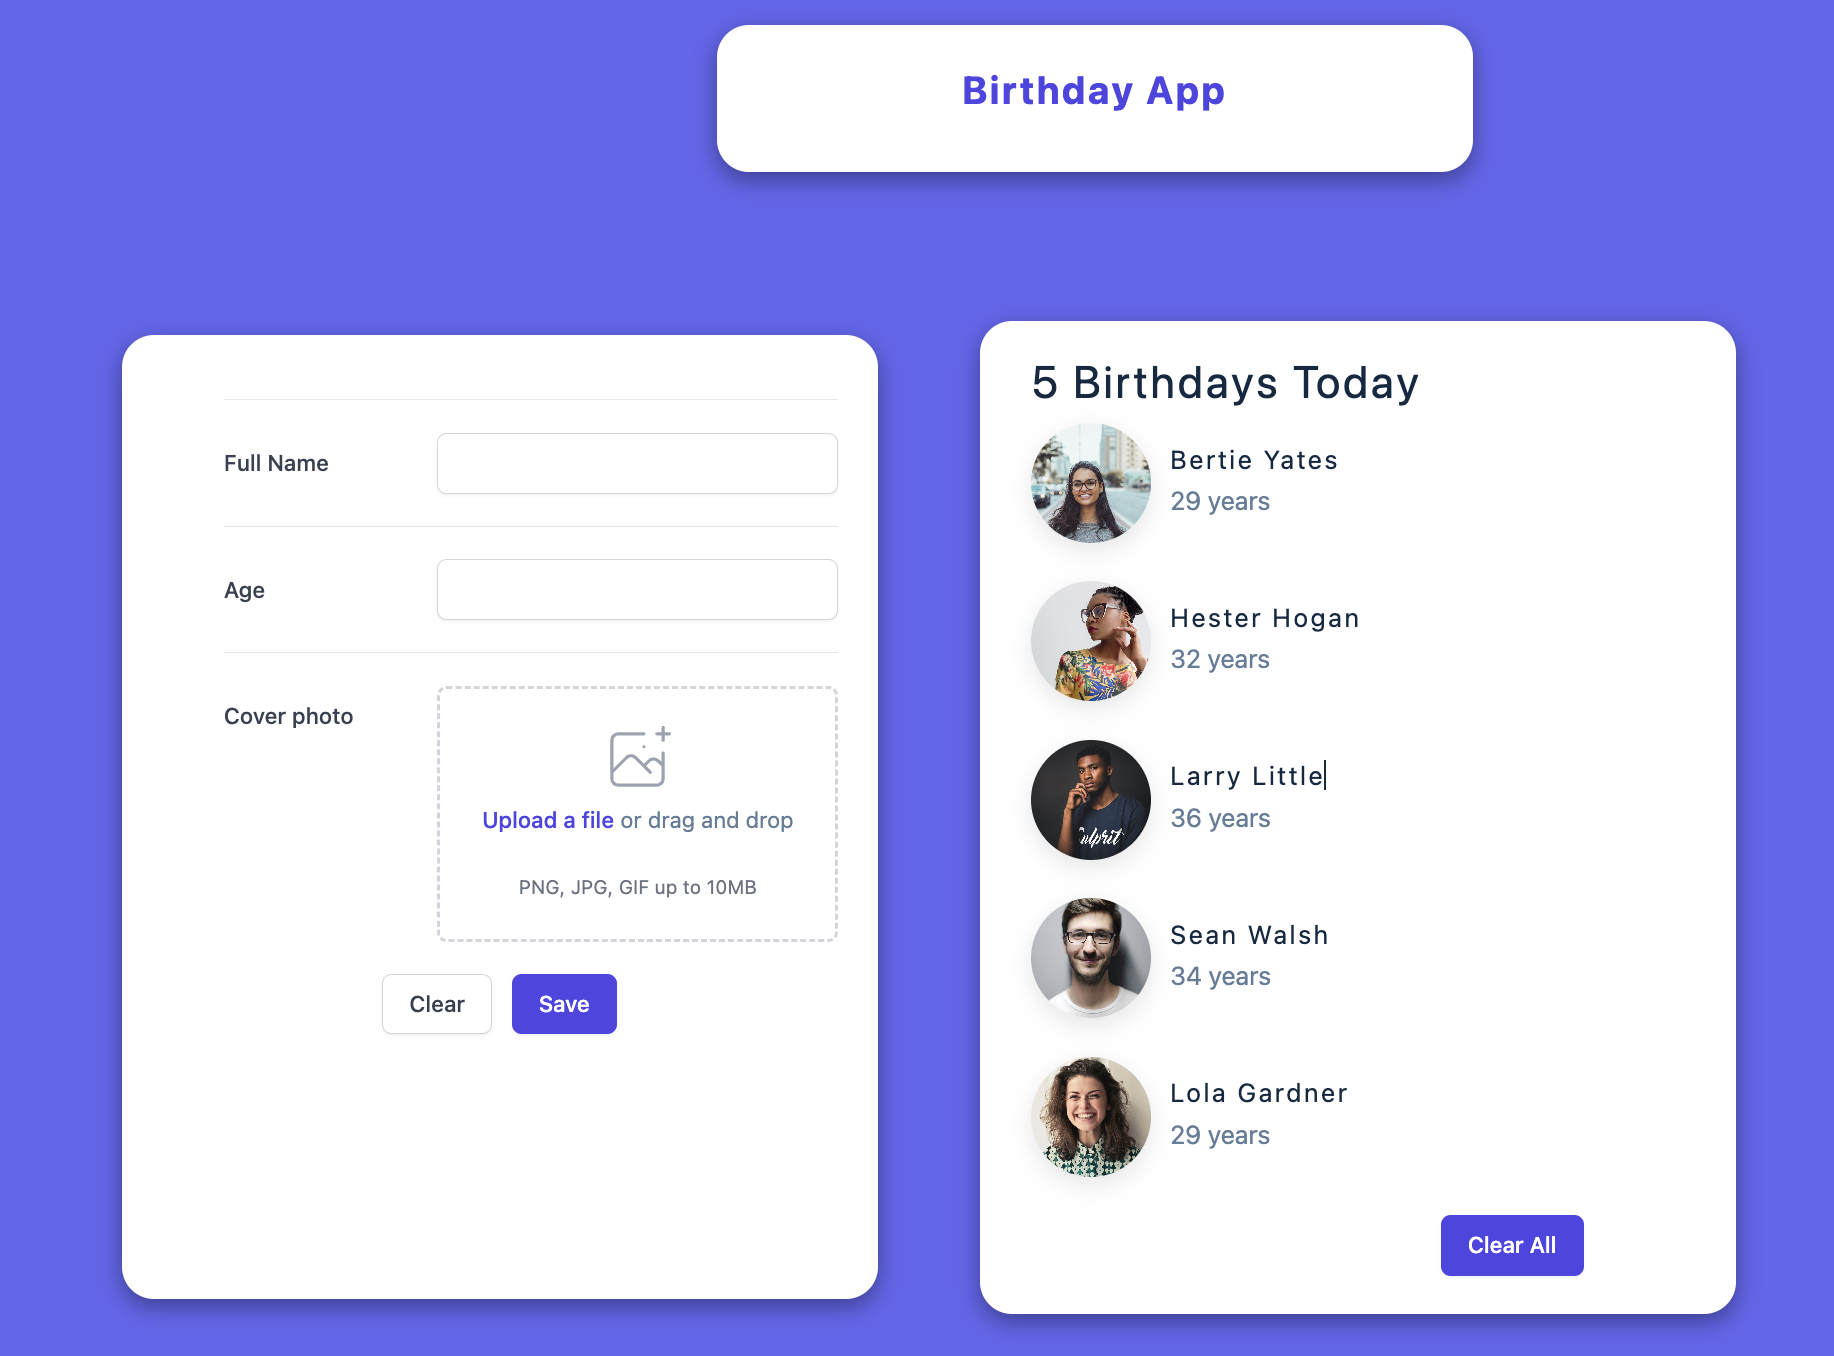 Birthday App
Full Name
Age
Cover photo
Upload a file or drag and drop
PNG, JPG, GIF up to 10MB
Clear
Save
5 Birthdays Today
Bertie Yates
29 years
Hester Hogan
32 years
Larry Little
36 years
Sean Walsh
34 years
Lola Gardner
29 years
Clear All